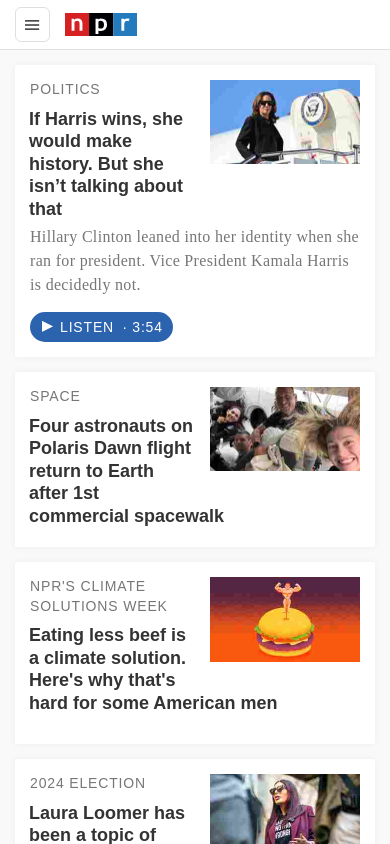 npr
POLITICS
If Harris wins, she
would make
history. But she
isn’t talking about
that
Hillary Clinton leaned into her identity when she
ran for president. Vice President Kamala Harris
is decidedly not.
LISTEN · 3:54
SPACE
Four astronauts on
Polaris Dawn flight
return to Earth
after 1st
commercial spacewalk
NPR'S CLIMATE
SOLUTIONS WEEK
Eating less beef is
a climate solution.
Here's why that's
hard for some American men
2024 ELECTION
Laura Loomer has
been a topic of